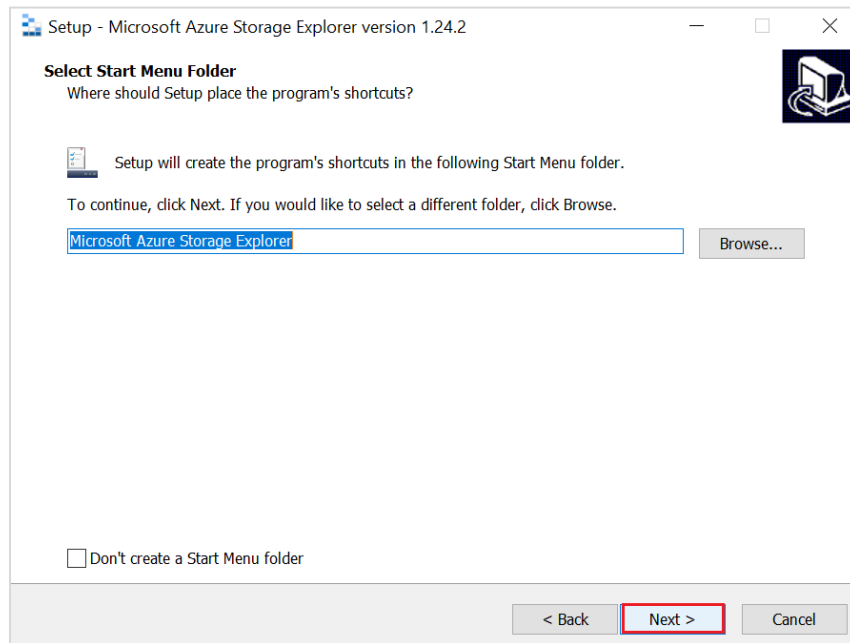 Setup - Microsoft Azure Storage Explorer version 1.24.2
Select Start Menu Folder
Where should Setup place the program's shortcuts?
Setup will create the program's shortcuts in the following Start Menu folder.
To continue, click Next. If you would like to select a different folder, click Browse.
Microsoft Azure Storage Explorer
Browse...
Don't create a Start Menu folder
< Back
Next >
Cancel